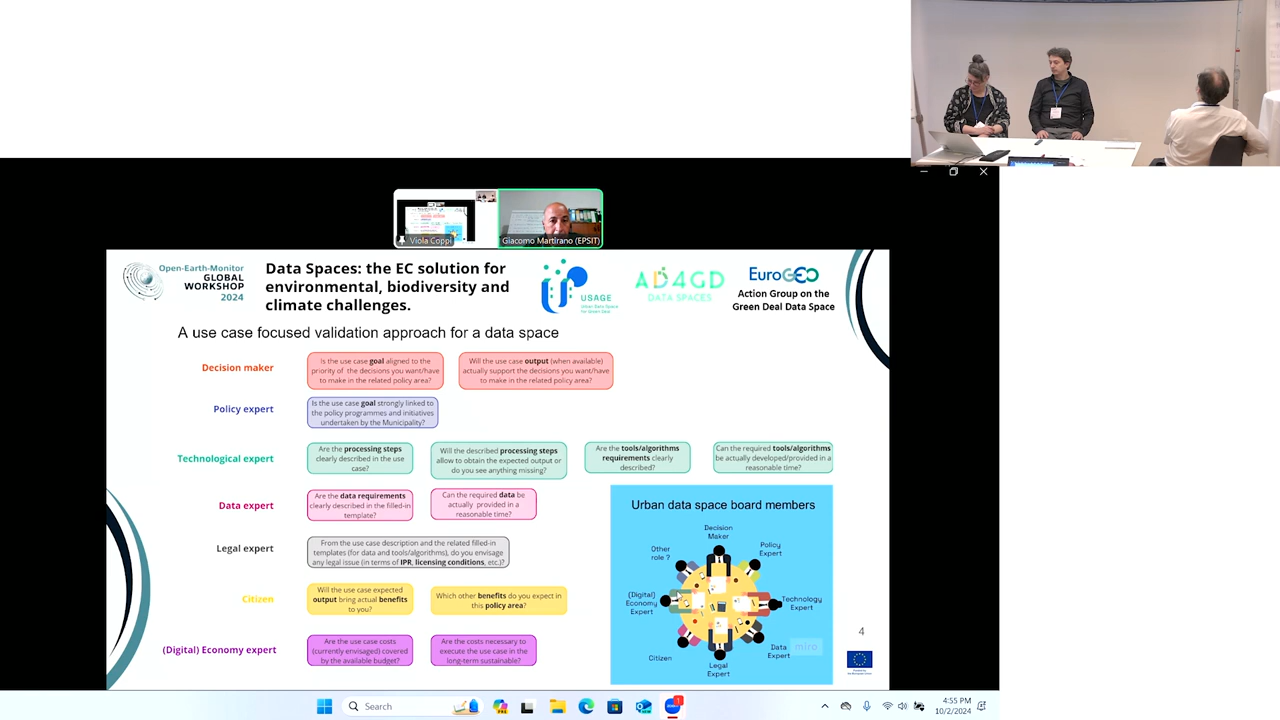 Viola Coppi
Giacomo Martirano (EPSIT)
Open-Earth-Monitor
GLOBAL
WORKSHOP
2024
Data Spaces: the EC solution for
environmental, biodiversity and
climate challenges.
USAGE
Urban Data Space
for Green Deal
AD4GD
DATA SPACES
EuroGEO
Action Group on the
Green Deal Data Space
A use case focused validation approach for a data space
Decision maker
Is the use case goal aligned to the
priority of the decisions you want/have
to make in the related policy area?
Will the use case output (when available)
actually support the decisions you want/have
to make in the related policy area?
Policy expert
Is the use case goal strongly linked to
the policy programmes and initiatives
undertaken by the Municipality?
Technological expert
Are the processing steps
clearly described in the use
case?
Will the described processing steps
allow to obtain the expected output or
do you see anything missing?
Are the tools/algorithms
requirements clearly
described?
Can the required tools/algorithms
be actually developed/provided in a
reasonable time?
Data expert
Are the data requirements
clearly described in the filled-in
template?
Can the required data be
actually provided in a
reasonable time?
Legal expert
From the use case description and the related filled-in
templates (for data and tools/algorithms), do you envisage
any legal issue (in terms of IPR, licensing conditions, etc.)?
Citizen
Will the use case expected
output bring actual benefits
to you?
Which other benefits do you expect in
this policy area?
(Digital) Economy expert
Are the use case costs
(currently envisaged) covered
by the available budget?
Are the costs necessary to
execute the use case in the
long-term sustainable?
Urban data space board members
Decision
Maker
Policy
Expert
Technology
Expert
Data
Expert
Legal
Expert
Citizen
(Digital)
Economy
Expert
Other
role ?
miro
4
Search
1
4:55 PM
10/2/2024